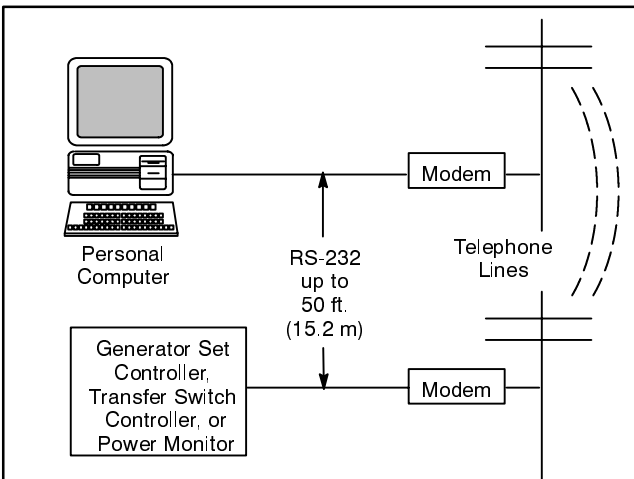 Modem
Personal
Computer
RS-232
up to
50 ft.
(15.2 m)
Telephone
Lines
Generator Set
Controller,
Transfer Switch
Controller, or
Power Monitor
Modem